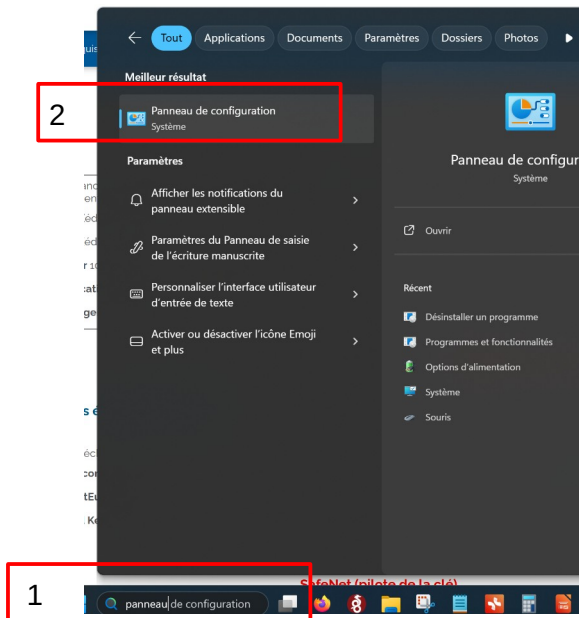 Tout Applications Documents Paramètres Dossiers Photos
Meilleur résultat
2
Panneau de configuration
Système
Paramètres
Afficher les notifications du
panneau extensible
Paramètres du Panneau de saisie
de l'écriture manuscrite
Personnaliser l'interface utilisateur
d'entrée de texte
Activer ou désactiver l'icône Emoji
et plus
Panneau de configur
Système
Ouvrir
Récent
Désinstaller un programme
Programmes et fonctionnalités
Options d'alimentation
Système
Souris
SafeNet (pilote de la clé)
1
panneau de configuration